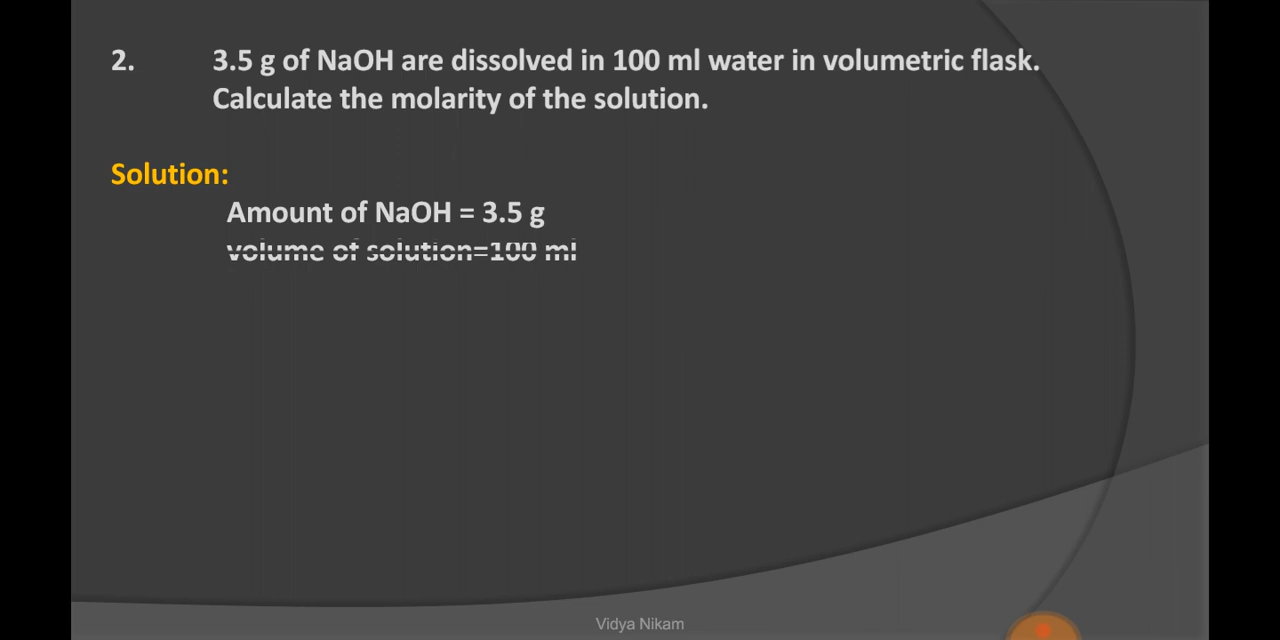 2. 3.5 g of NaOH are dissolved in 100 ml water in volumetric flask.
Calculate the molarity of the solution.
Solution:
Amount of NaOH = 3.5 g
volume of solution=100 ml
Vidya Nikam